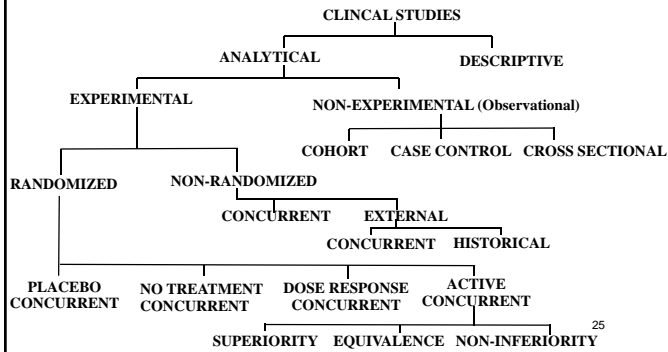 CLINCAL STUDIES
ANALYTICAL DESCRIPTIVE
EXPERIMENTAL NON-EXPERIMENTAL (Observational)
COHORT CASE CONTROL CROSS SECTIONAL
RANDOMIZED NON-RANDOMIZED
CONCURRENT EXTERNAL
CONCURRENT HISTORICAL
PLACEBO CONCURRENT
NO TREATMENT CONCURRENT
DOSE RESPONSE CONCURRENT
ACTIVE CONCURRENT
25
SUPERIORITY EQUIVALENCE NON-INFERIORITY